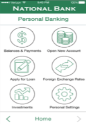 NATIONAL BANK
Personal Banking
Balances & Payments
Open New Account
Apply for Loan
Foreign Exchange Rates
Investments
Personal Settings
Home